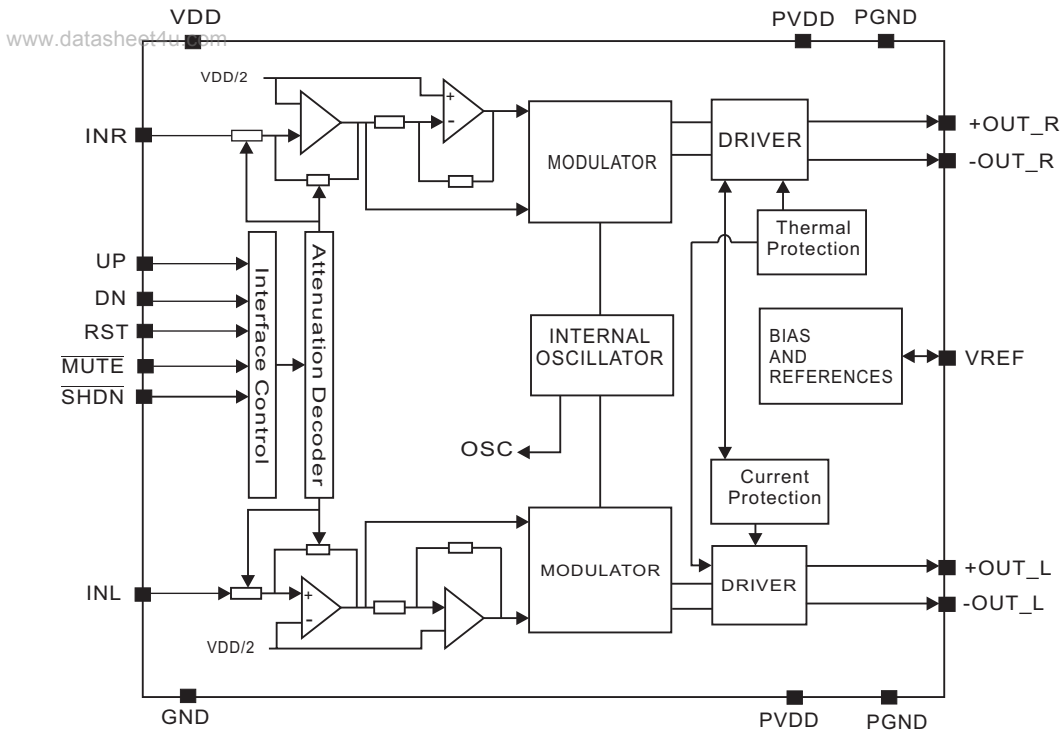 VDD
PVDD
PGND
www.datasheet4u.com
VDD/2
+
-
INR
MODULATOR
DRIVER
+OUT_R
-OUT_R
Thermal
Protection
UP
DN
RST
MUTE
SHDN
Interface Control
Attenuation Decoder
INTERNAL
OSCILLATOR
BIAS
AND
REFERENCES
VREF
OSC
Current
Protection
INL
+
-
VDD/2
MODULATOR
DRIVER
+OUT_L
-OUT_L
GND
PVDD
PGND